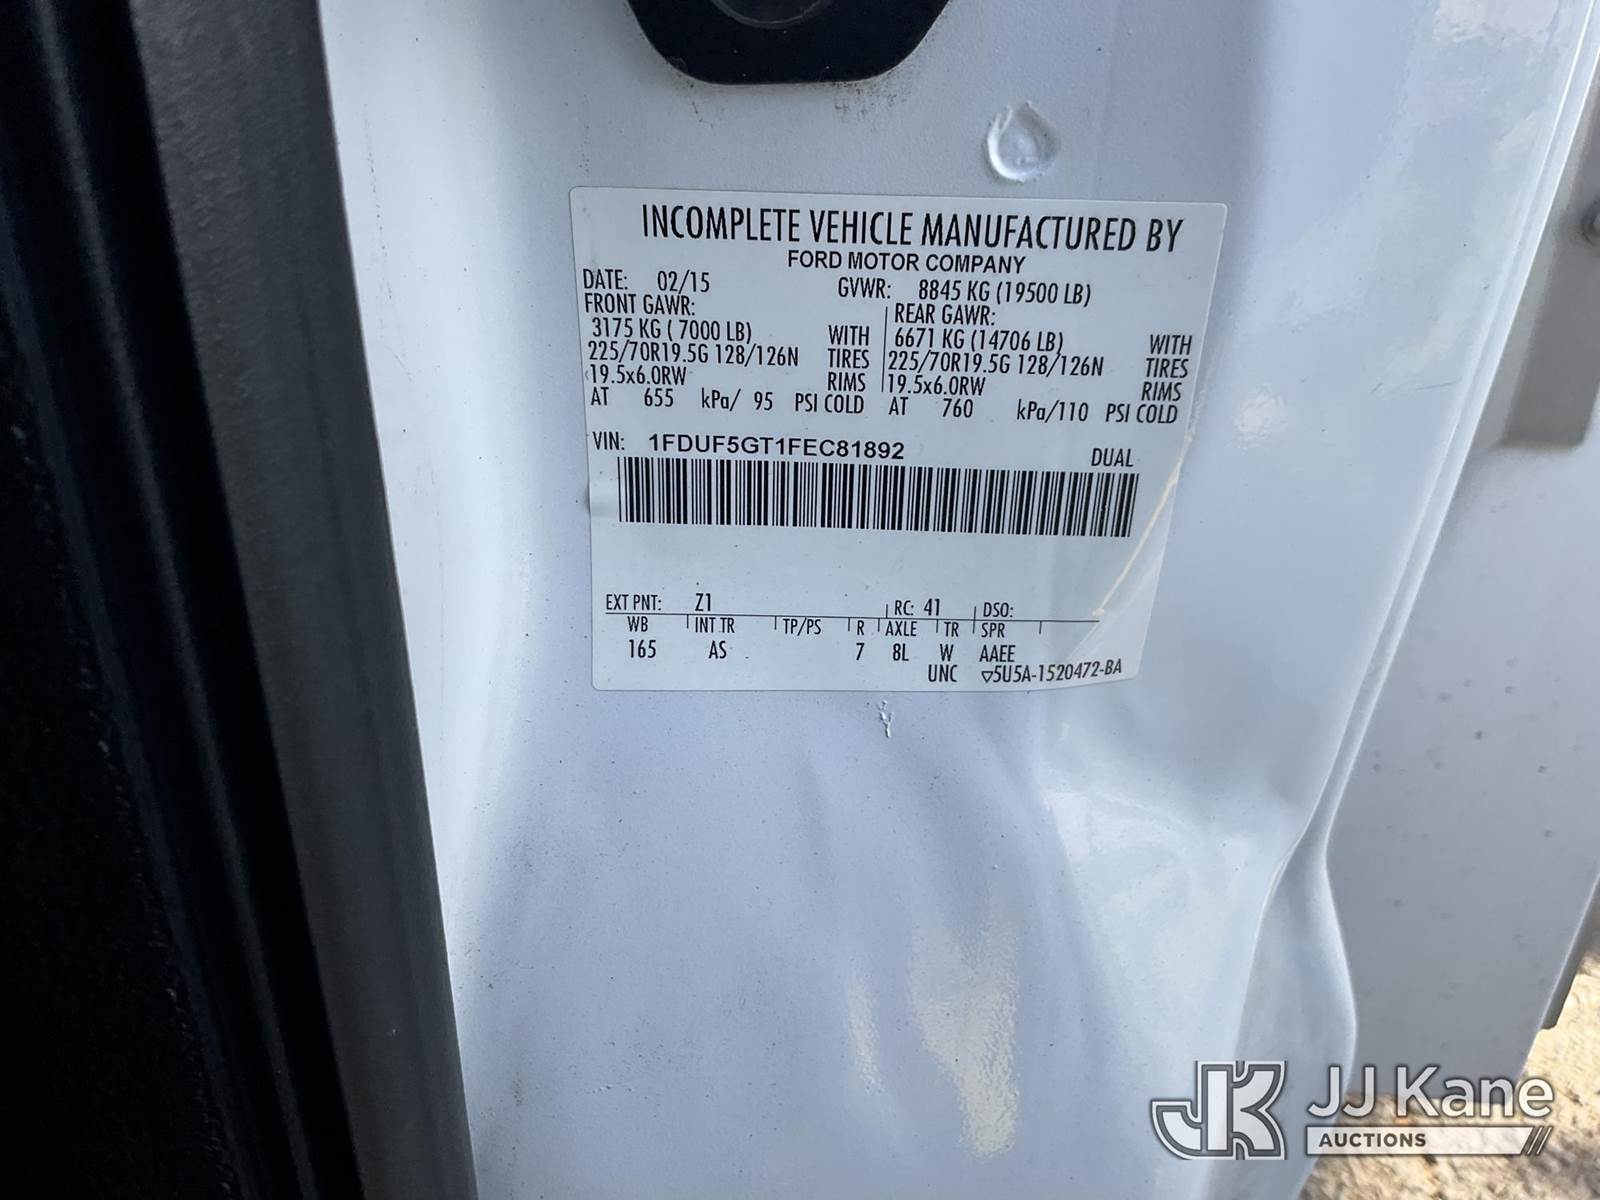 INCOMPLETE VEHICLE MANUFACTURED BY
FORD MOTOR COMPANY
DATE: 02/15 GVWR: 8845 KG (19500 LB)
FRONT GAWR: REAR GAWR:
3175 KG ( 7000 LB) WITH 6671 KG (14706 LB) WITH
225/70R19.5G 128/126N TIRES 225/70R19.5G 128/126N TIRES
19.5x6.0RW RIMS 19.5x6.0RW RIMS
AT 655 kPa/ 95 PSI COLD AT 760 kPa/110 PSI COLD
VIN: 1FDUF5GT1FEC81892 DUAL
EXT PNT: Z1 RC: 41 DSO:
WB INT TR TP/PS R AXLE TR SPR
165 AS 7 8L W AAEE
UNC ▽5U5A-1520472-BA
JK JJ Kane
AUCTIONS